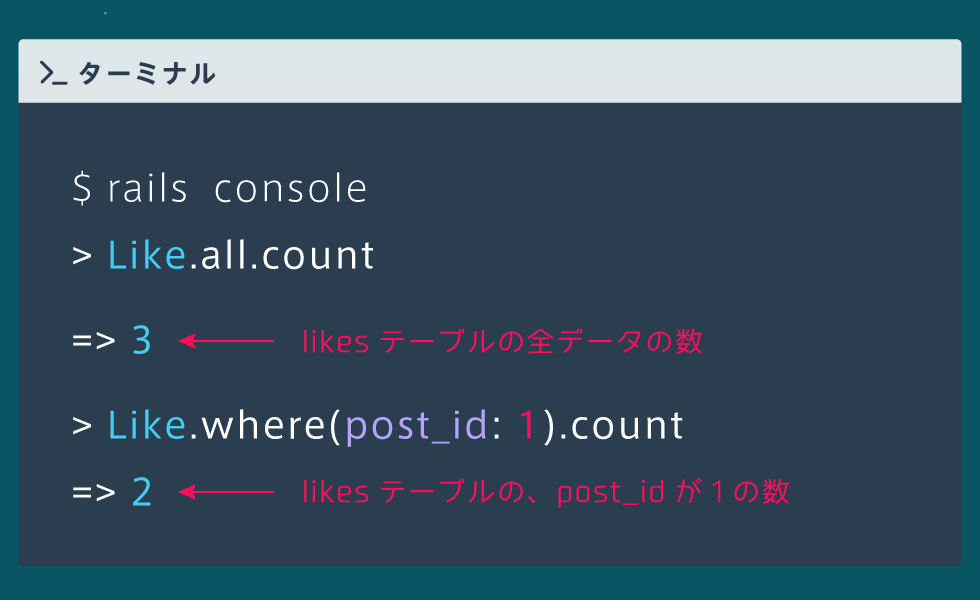 >_ ターミナル
$ rails console
> Like.all.count
=> 3 likes テーブルの全データの数
> Like.where(post_id: 1).count
=> 2 likes テーブルの、post_id が 1 の数